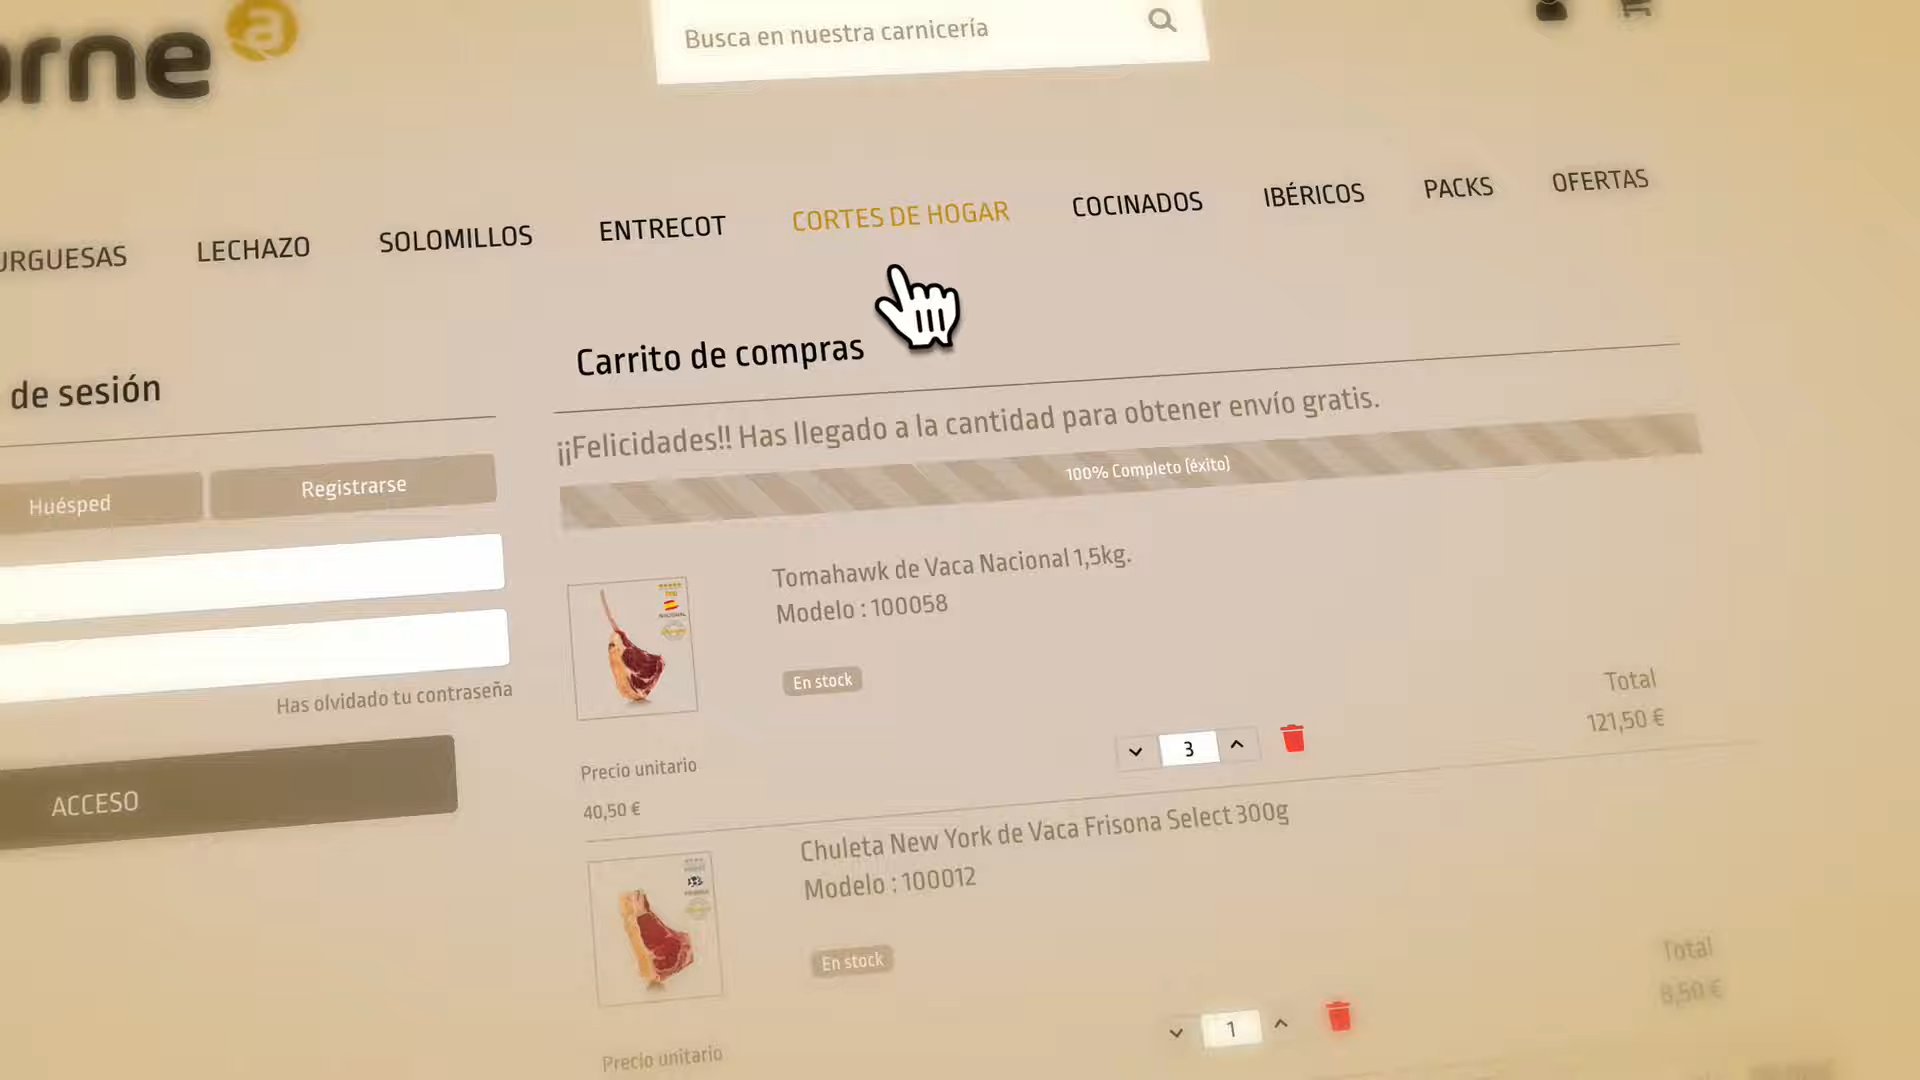 a
Busca en nuestra carnicería
LECHAZO
SOLOMILLOS
ENTRECOT
CORTES DE HOGAR
COCINADOS
IBÉRICOS
PACKS
OFERTAS
de sesión
Carrito de compras
¡¡Felicidades!! Has llegado a la cantidad para obtener envío gratis.
100% Completo (éxito)
Huésped
Registrarse
Has olvidado tu contraseña
ACCESO
Tomahawk de Vaca Nacional 1,5kg.
Modelo : 100058
En stock
Total
121,50 €
3
Precio unitario
40,50 €
Chuleta New York de Vaca Frisona Select 300g
Modelo : 100012
En stock
Total
8,50 €
1
Precio unitario